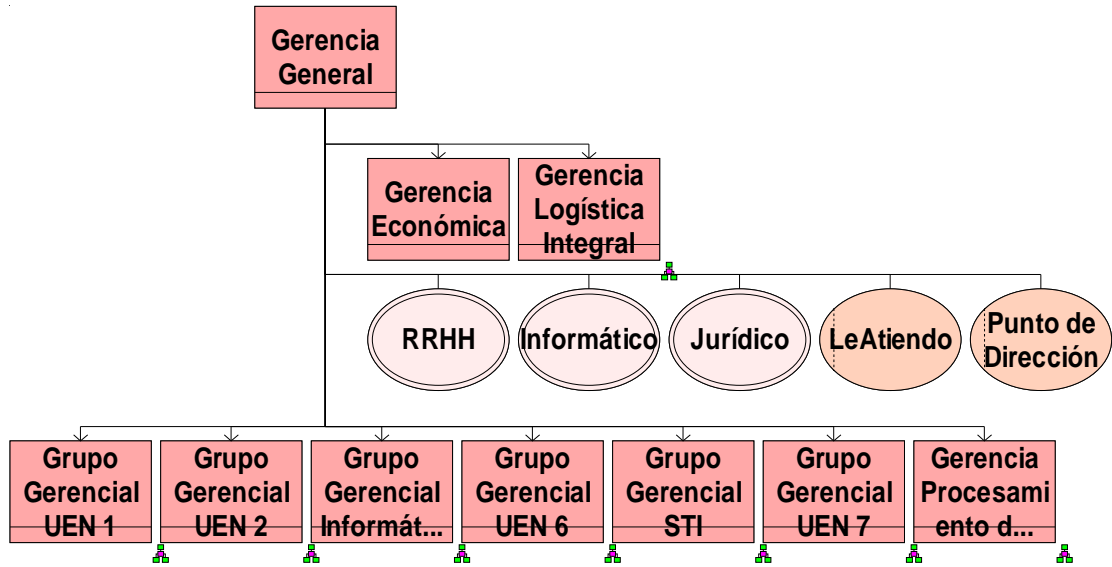 Gerencia
General
Gerencia
Económica
Gerencia
Logística
Integral
RRHH
Informático
Jurídico
LeAtiendo
Punto de
Dirección
Grupo
Gerencial
UEN 1
Grupo
Gerencial
UEN 2
Grupo
Gerencial
Informát...
Grupo
Gerencial
UEN 6
Grupo
Gerencial
STI
Grupo
Gerencial
UEN 7
Gerencia
Procesami
ento d...